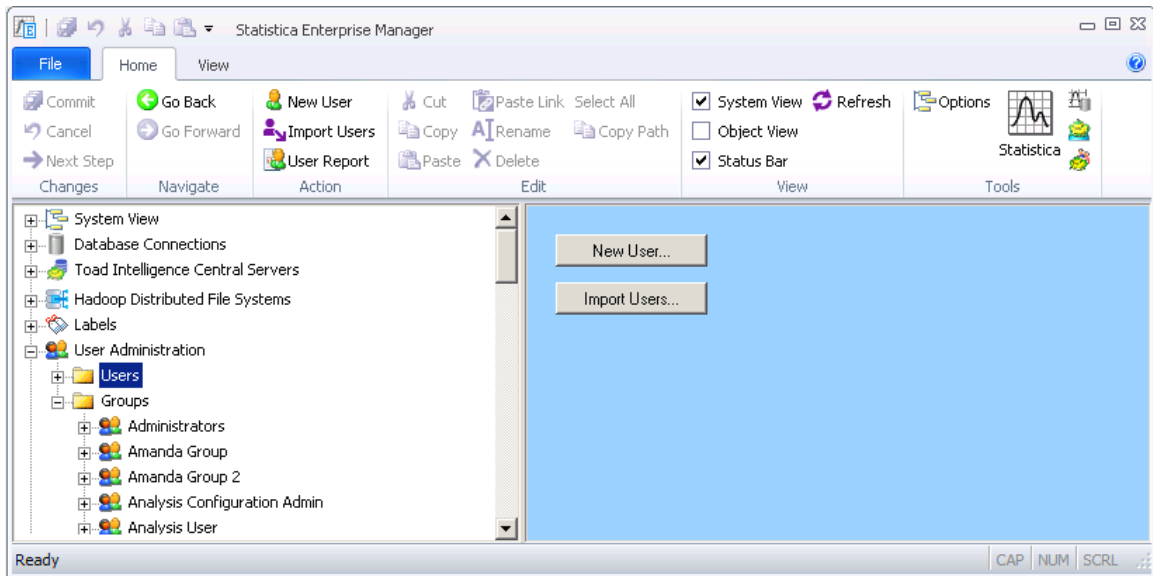 Statistica Enterprise Manager
File Home View
Commit Go Back New User Cut Paste Link Select All System View Refresh Options
Cancel Go Forward Import Users Copy Rename Copy Path Object View
Next Step User Report Paste Delete Status Bar Statistica
Changes Navigate Action Edit View Tools
System View
Database Connections
Toad Intelligence Central Servers
Hadoop Distributed File Systems
Labels
User Administration
Users
Groups
Administrators
Amanda Group
Amanda Group 2
Analysis Configuration Admin
Analysis User
New User...
Import Users...
Ready CAP NUM SCRL